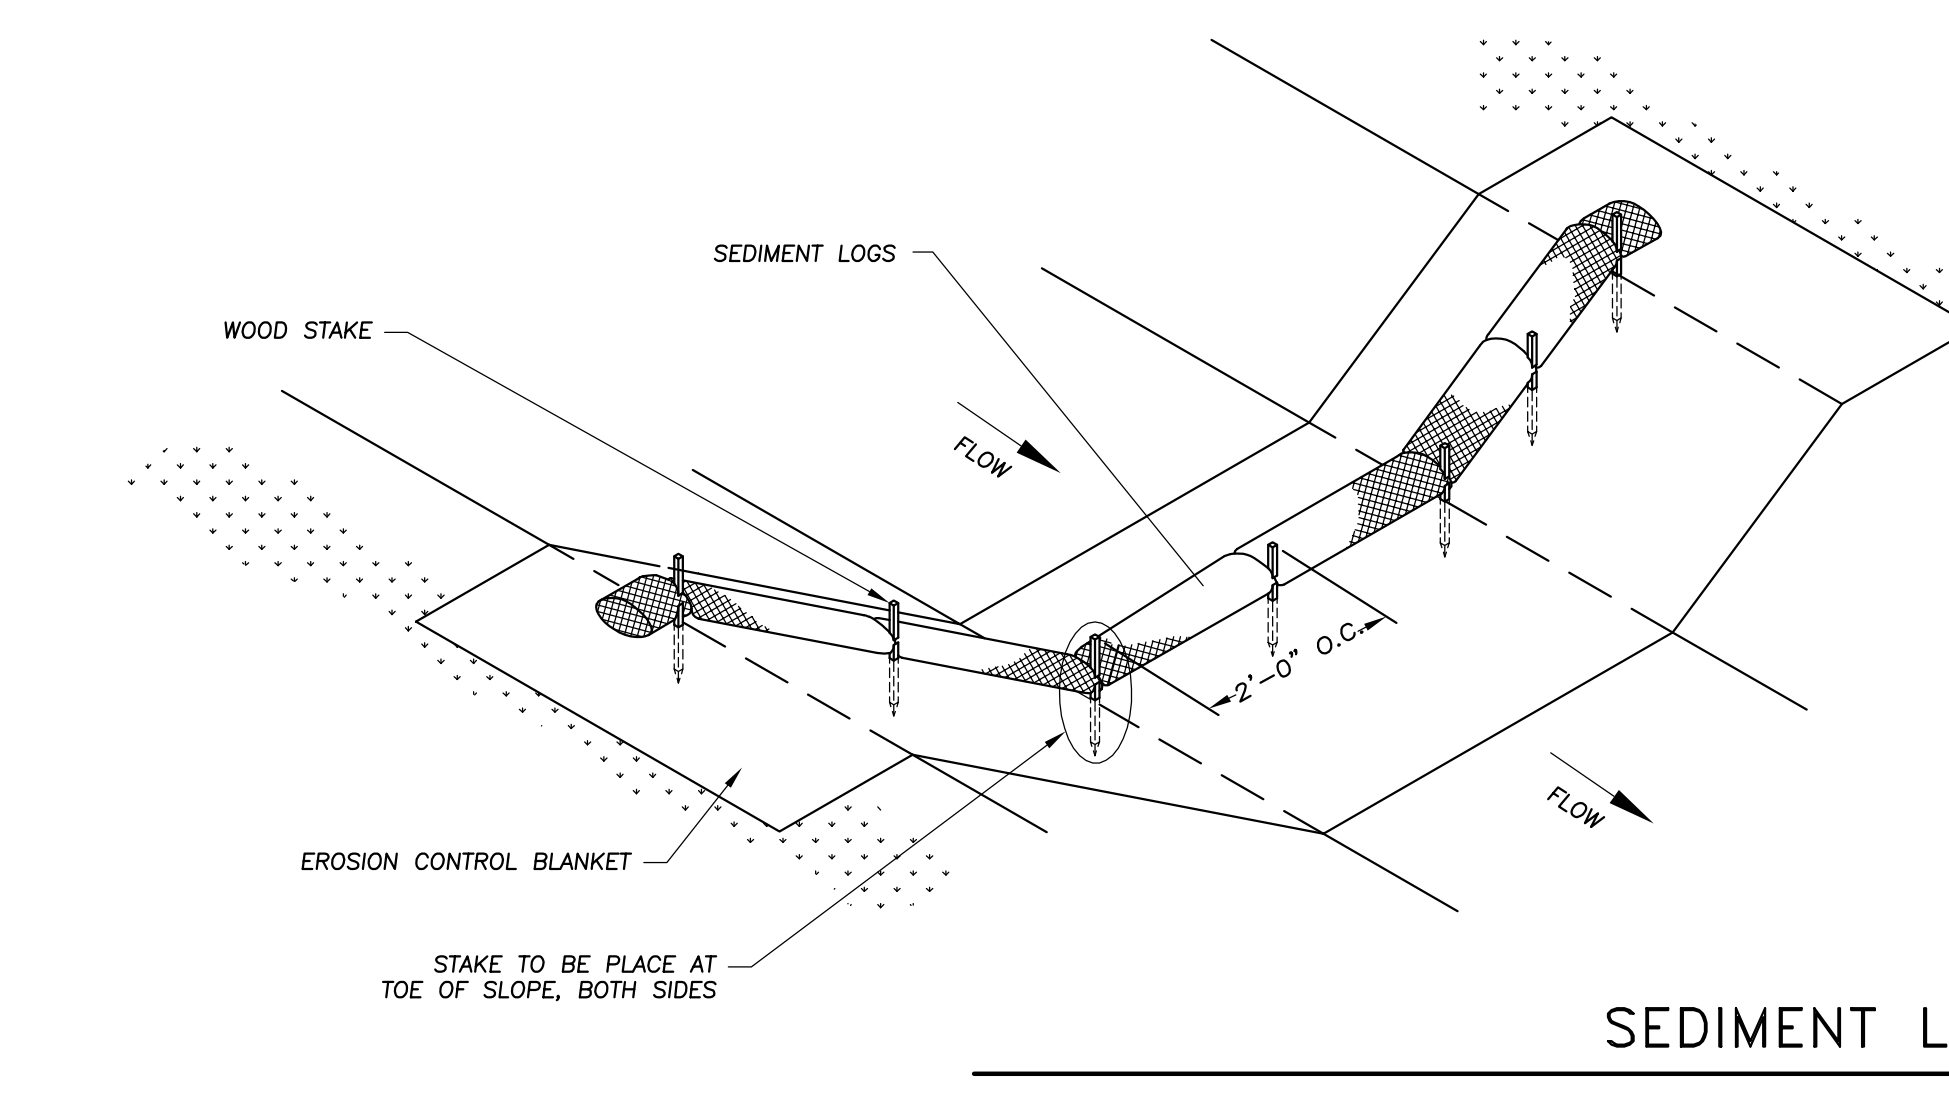 SEDIMENT LOGS
WOOD STAKE
FLOW
2'-0" O.C.
FLOW
EROSION CONTROL BLANKET
STAKE TO BE PLACE AT
TOE OF SLOPE, BOTH SIDES
SEDIMENT L